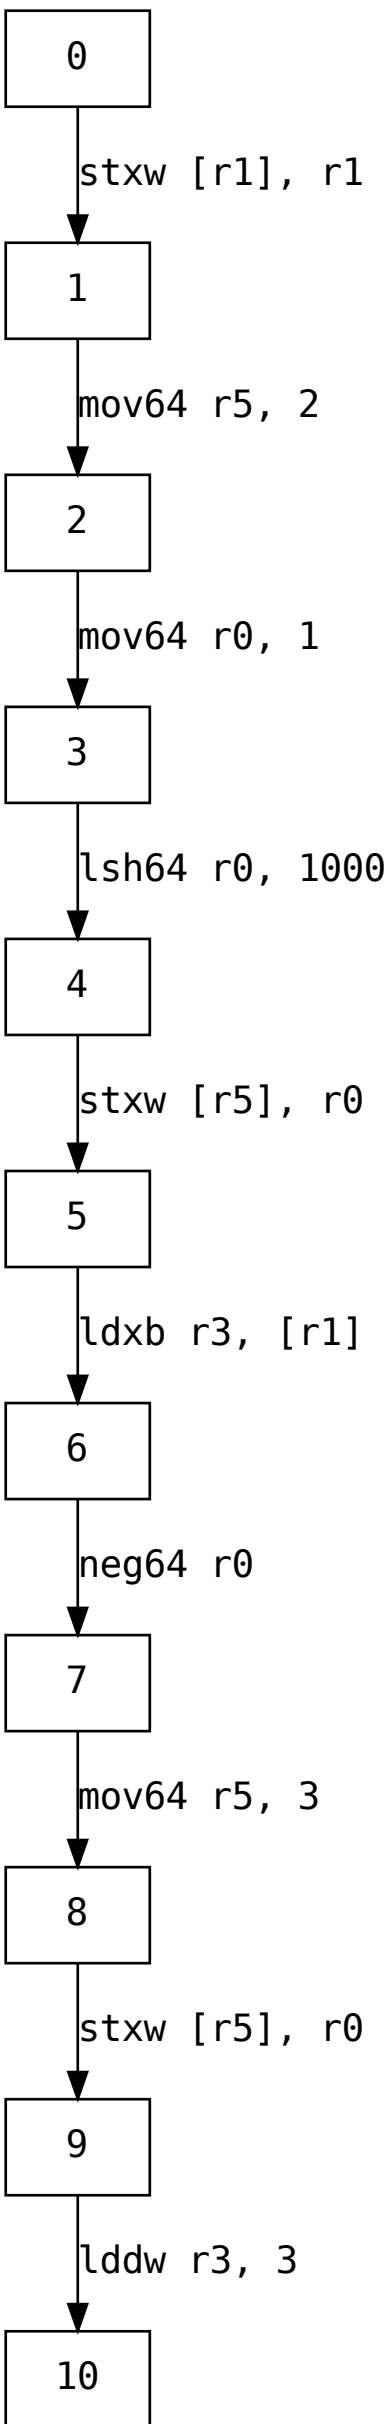 0
stxw [r1], r1
1
mov64 r5, 2
2
mov64 r0, 1
3
lsh64 r0, 1000
4
stxw [r5], r0
5
ldxb r3, [r1]
6
neg64 r0
7
mov64 r5, 3
8
stxw [r5], r0
9
lddw r3, 3
10